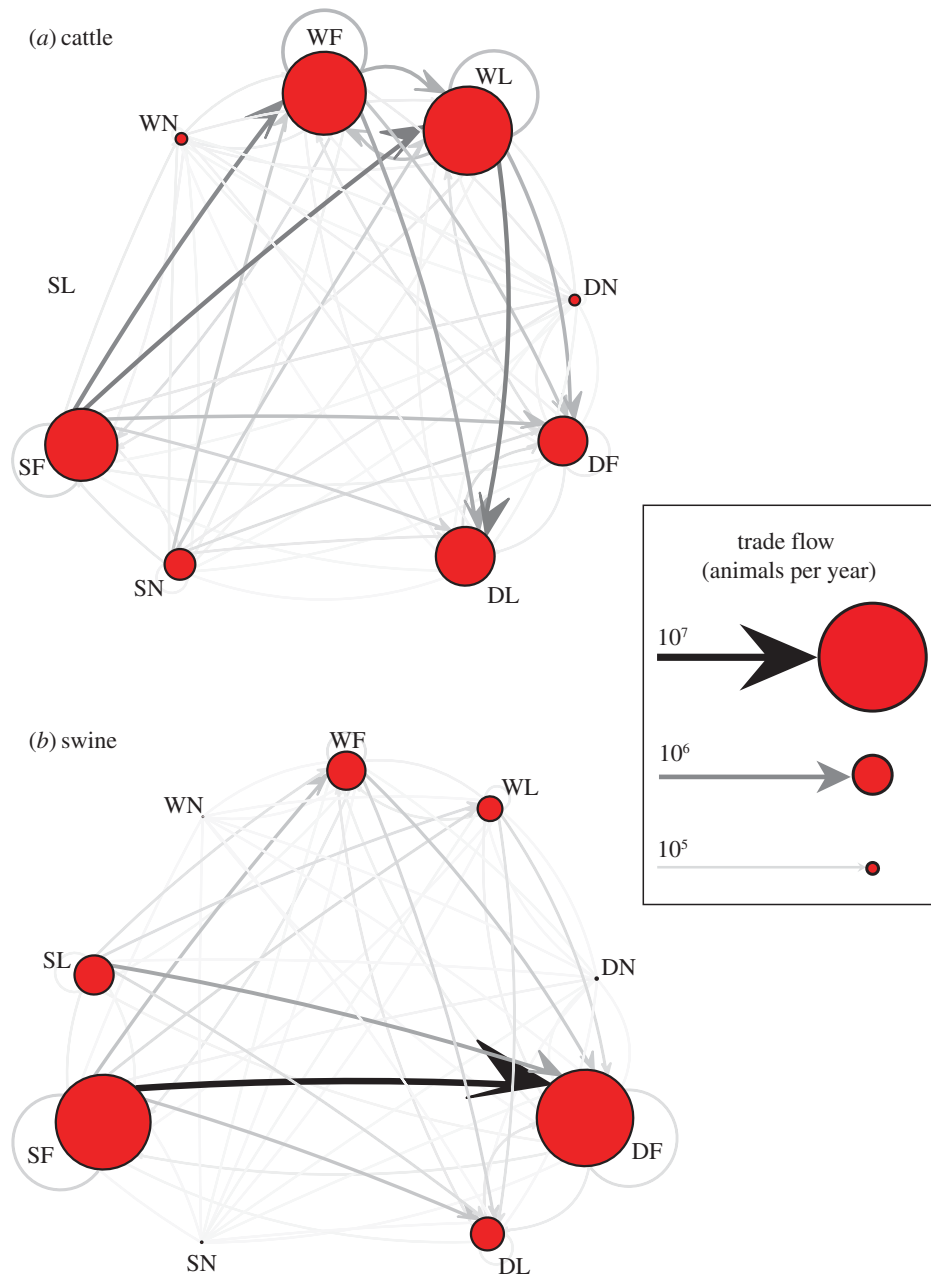 (a) cattle
WF
WL
WN
SL
DN
SF
DF
SN
DL
trade flow
(animals per year)
10⁷
10⁶
10⁵
(b) swine
WF
WL
WN
SL
DN
SF
DF
SN
DL